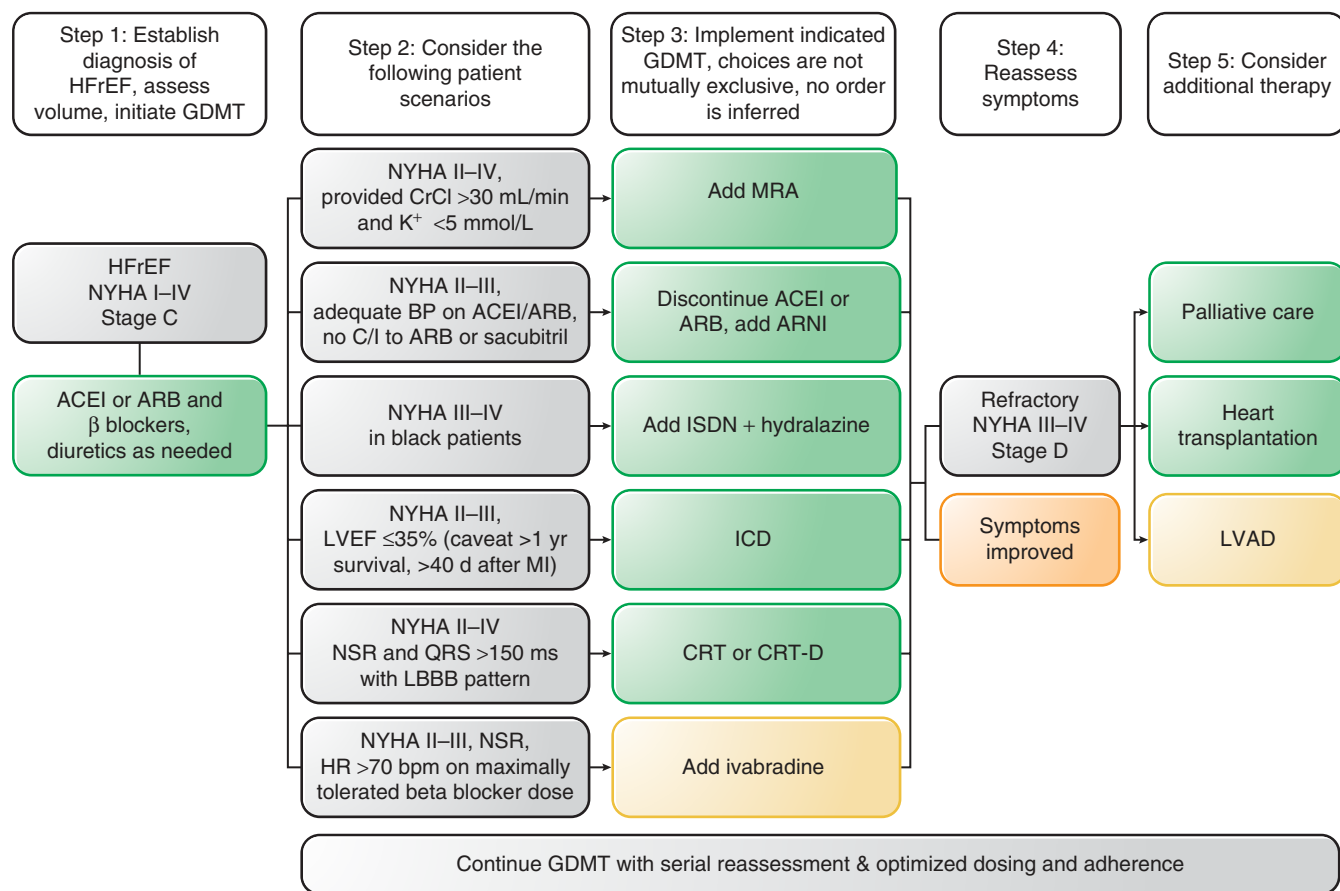 Step 1: Establish
diagnosis of
HFrEF, assess
volume, initiate GDMT
Step 2: Consider the
following patient
scenarios
Step 3: Implement indicated
GDMT, choices are not
mutually exclusive, no order
is inferred
Step 4:
Reassess
symptoms
Step 5: Consider
additional therapy
HFrEF
NYHA I–IV
Stage C
ACEI or ARB and
β blockers,
diuretics as needed
NYHA II–IV,
provided CrCl >30 mL/min
and K⁺ <5 mmol/L
Add MRA
NYHA II–III,
adequate BP on ACEI/ARB,
no C/I to ARB or sacubitril
Discontinue ACEI or
ARB, add ARNI
NYHA III–IV
in black patients
Add ISDN + hydralazine
NYHA II–III,
LVEF ≤35% (caveat >1 yr
survival, >40 d after MI)
ICD
NYHA II–IV
NSR and QRS >150 ms
with LBBB pattern
CRT or CRT-D
NYHA II–III, NSR,
HR >70 bpm on maximally
tolerated beta blocker dose
Add ivabradine
Refractory
NYHA III–IV
Stage D
Symptoms
improved
Palliative care
Heart
transplantation
LVAD
Continue GDMT with serial reassessment & optimized dosing and adherence